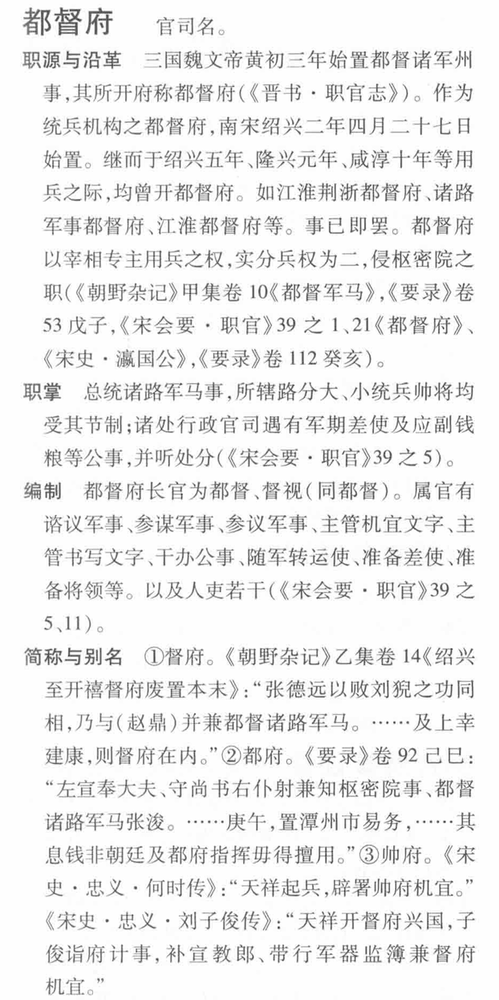 都督府 官司名。
职源与沿革 三国魏文帝黄初三年始置都督诸军州
事,其所开府称都督府(《晋书·职官志》)。作为
统兵机构之都督府,南宋绍兴二年四月二十七日
始置。继而于绍兴五年、隆兴元年、咸淳十年等用
兵之际,均曾开都督府。如江淮荆浙都督府、诸路
军事都督府、江淮都督府等。事已即罢。都督府
以宰相专主用兵之权,实分兵权为二,侵枢密院之
职(《朝野杂记》甲集卷10《都督军马》,《要录》卷
53戊子,《宋会要·职官》39之1、21《都督府》、
《宋史·瀛国公》,《要录》卷112癸亥)。
职掌 总统诸路军马事,所辖路分大、小统兵帅将均
受其节制;诸处行政官司遇有军期差使及应副钱
粮等公事,并听处分(《宋会要·职官》39之5)。
编制 都督府长官为都督、督视(同都督)。属官有
谘议军事、参谋军事、参议军事、主管机宜文字、主
管书写文字、干办公事、随军转运使、准备差使、准
备将领等。以及人吏若干(《宋会要·职官》39之
5、11)。
简称与别名 ①督府。《朝野杂记》乙集卷14《绍兴
至开禧督府废置本末》:“张德远以败刘猊之功同
相,乃与(赵鼎)并兼都督诸路军马。……及上幸
建康,则督府在内。”②都府。《要录》卷92己巳:
“左宣奉大夫、守尚书右仆射兼知枢密院事、都督
诸路军马张浚。……庚午,置潭州市易务,……其
息钱非朝廷及都府指挥毋得擅用。”③帅府。《宋
史·忠义·何时传》:“天祥起兵,辟署帅府机宜。”
《宋史·忠义·刘子俊传》:“天祥开督府兴国,子
俊诣府计事,补宣教郎、带行军器监簿兼督府
机宜。”